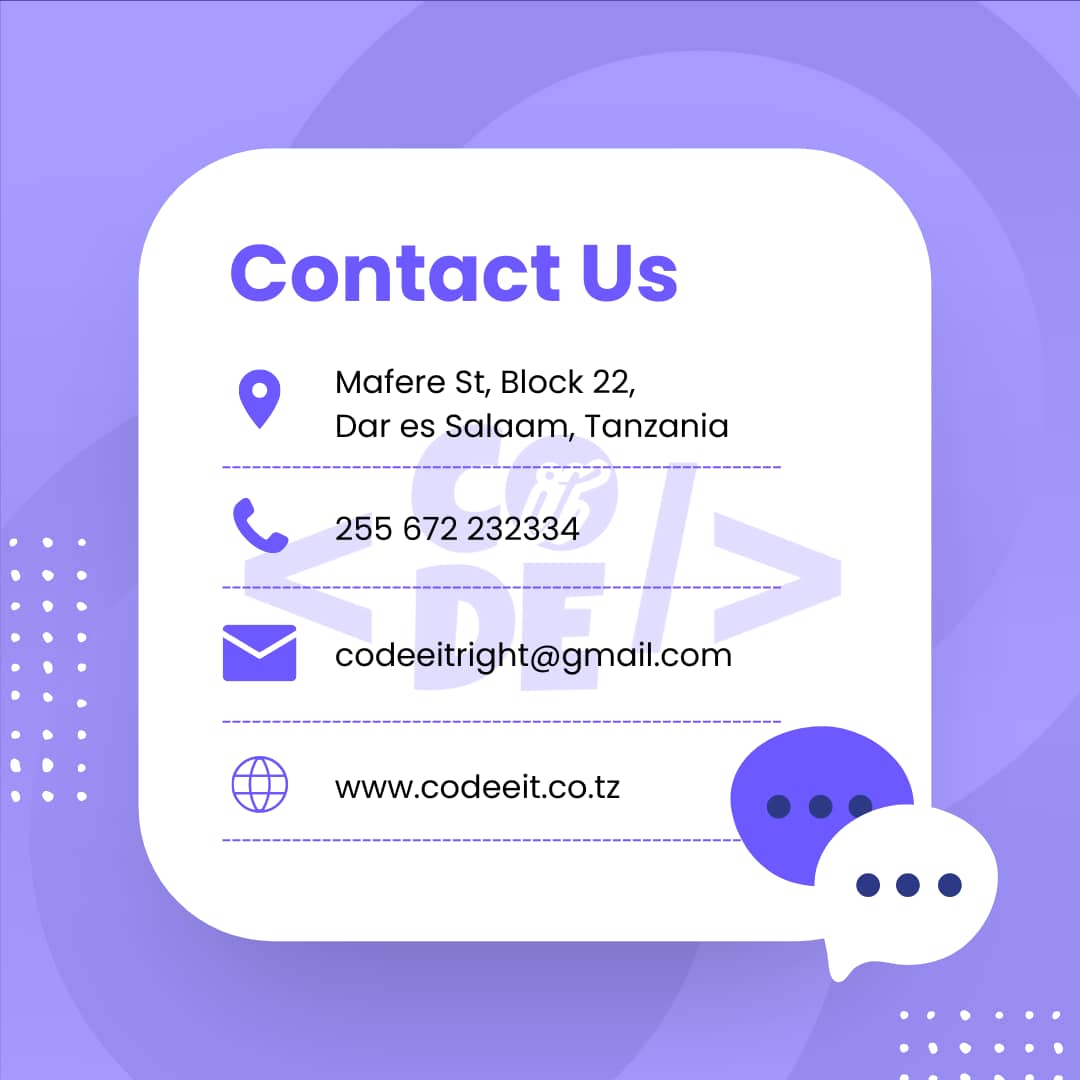 Contact Us
Mafere St, Block 22,
Dar es Salaam, Tanzania
255 672 232334
codeeitright@gmail.com
www.codeeit.co.tz
< CODE />